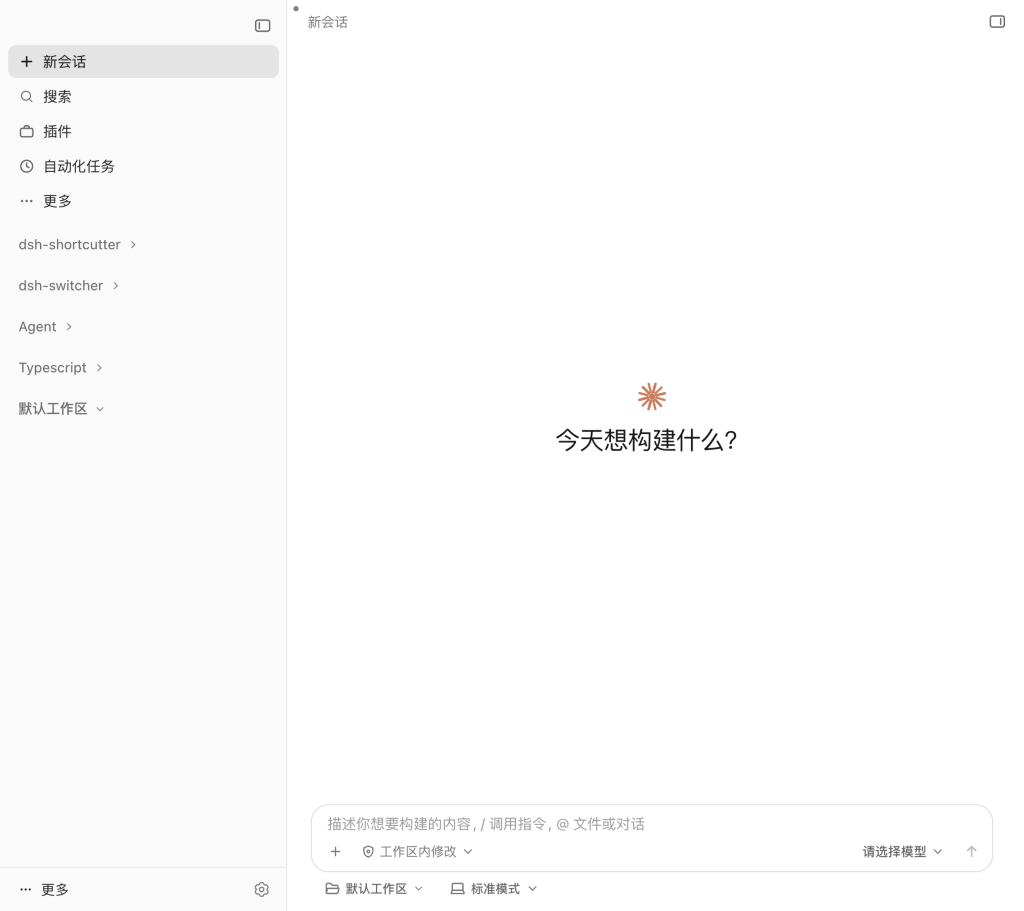 新会话
搜索
插件
自动化任务
更多
dsh-shortcutter
dsh-switcher
Agent
Typescript
默认工作区
更多
新会话
今天想构建什么?
描述你想要构建的内容, / 调用指令, @ 文件或对话
工作区内修改
请选择模型
默认工作区
标准模式